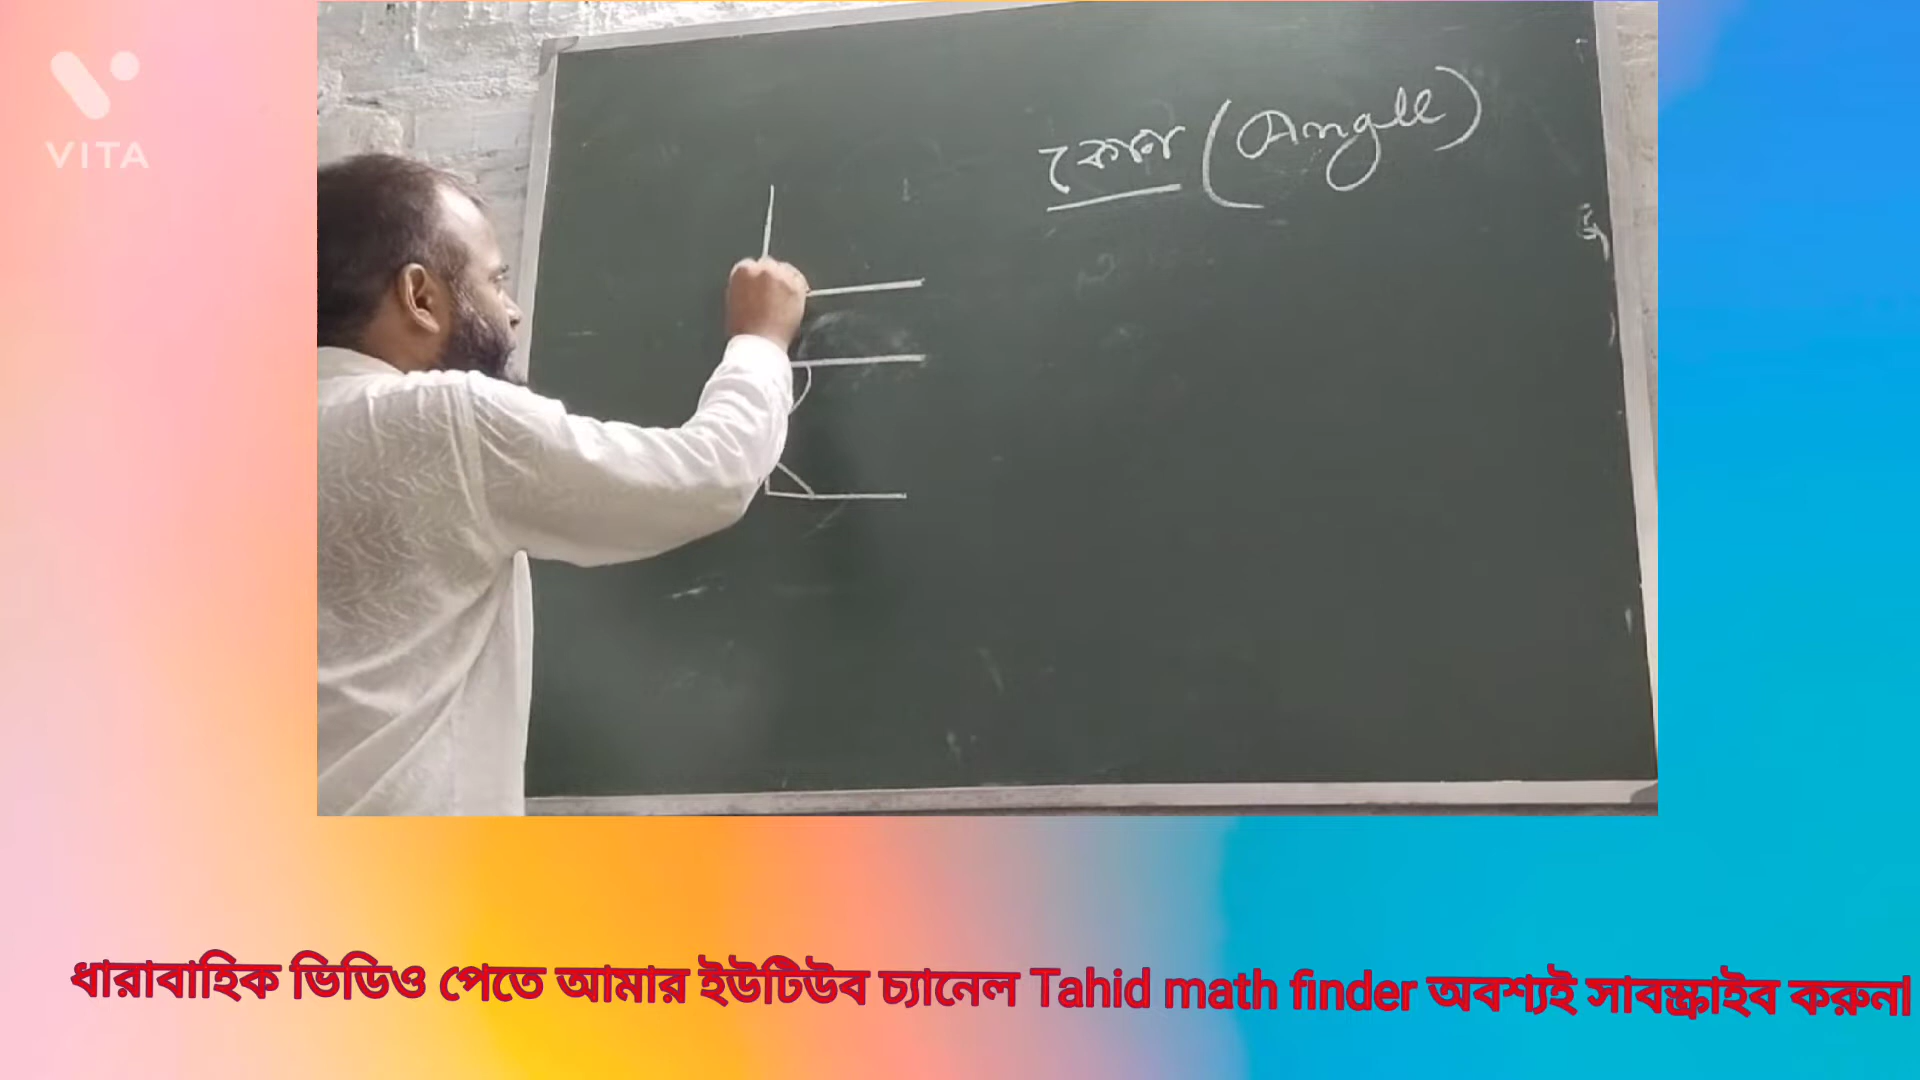 VITA
কোণ (Angle)
ধারাবাহিক ভিডিও পেতে আমার ইউটিউব চ্যানেল Tahid math finder অবশ্যই সাবস্ক্রাইব করুন।